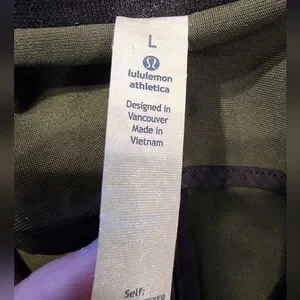 L
lululemon
athletica
Designed in
Vancouver
Made in
Vietnam
Self: